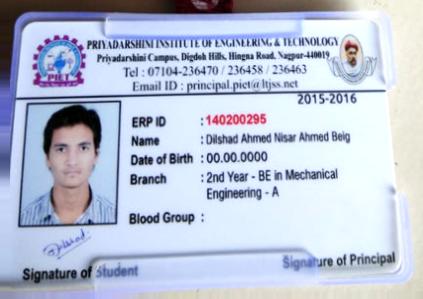 PRIYADARSHINI INSTITUTE OF ENGINEERING & TECHNOLOGY
Priyadarshini Campus, Digdoh Hills, Hingna Road, Nagpur-440019
Tel : 07104-236470 / 236458 / 236463
Email ID : principal.piet@ltjss.net
PIET
2015-2016
ERP ID : 140200295
Name : Dilshad Ahmed Nisar Ahmed Beig
Date of Birth : 00.00.0000
Branch : 2nd Year - BE in Mechanical
Engineering - A
Blood Group :
Dilshad.
Signature of Student
Signature of Principal